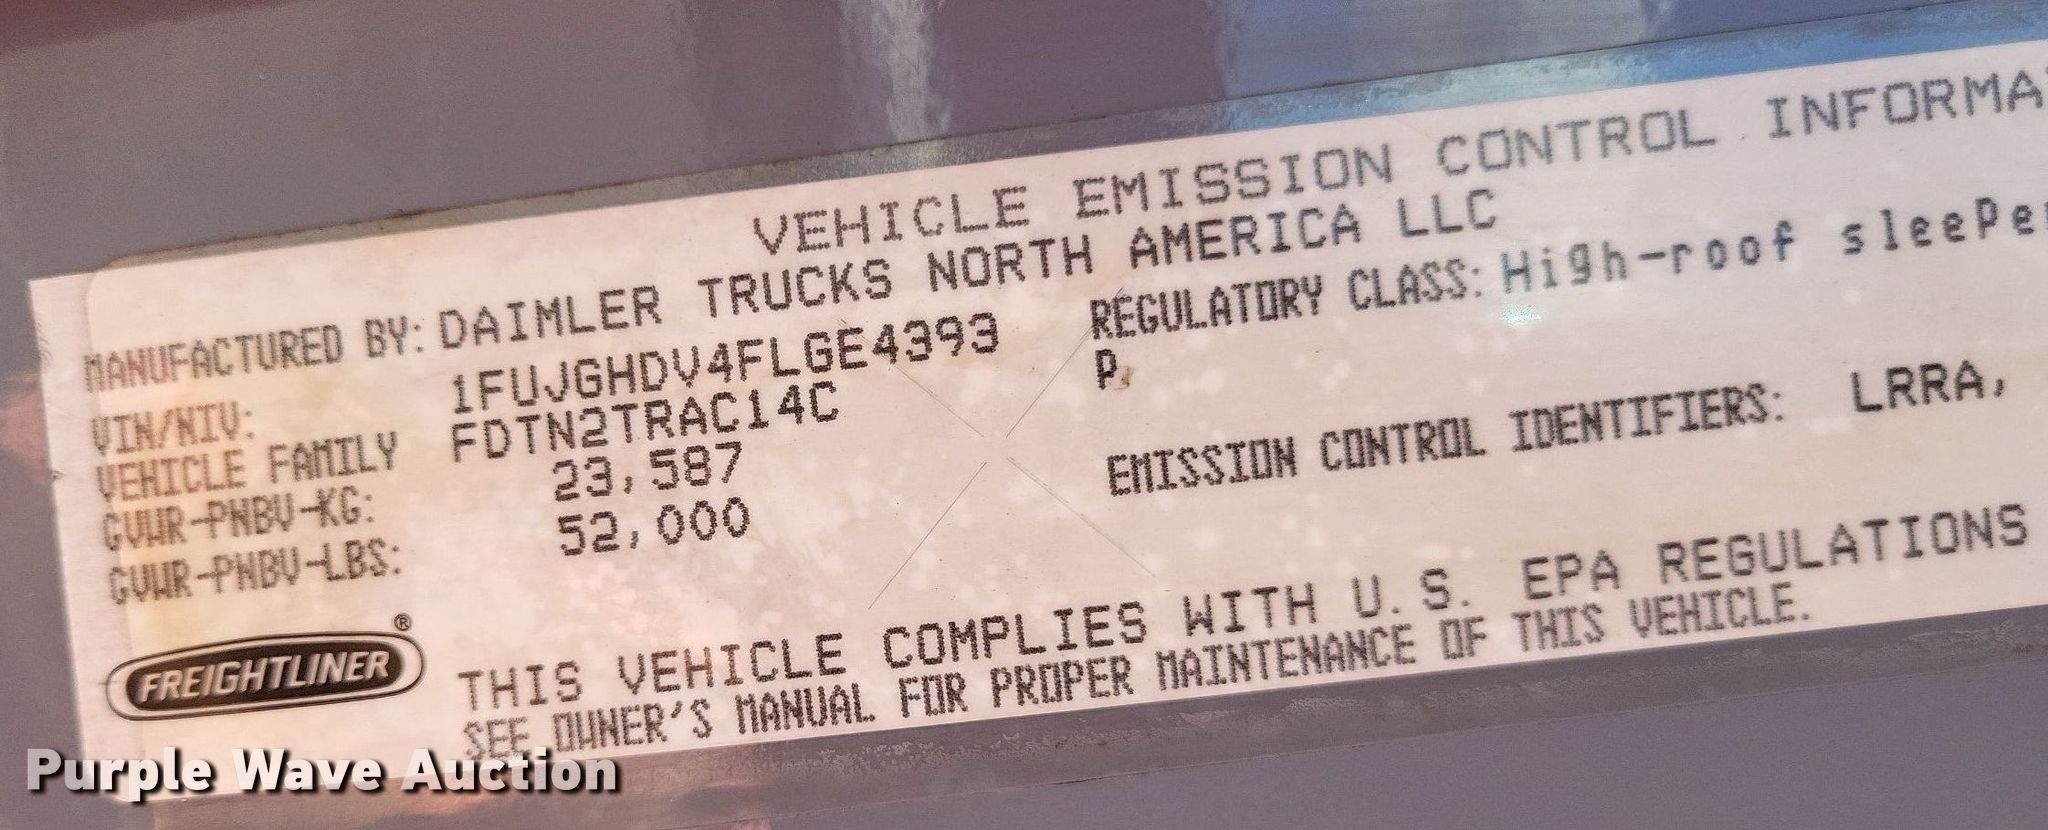 VEHICLE EMISSION CONTROL INFORMA
MANUFACTURED BY: DAIMLER TRUCKS NORTH AMERICA LLC
VIN/NIV: 1FUJGHDV4FLGE4393
REGULATORY CLASS: High-roof sleeper
P.
VEHICLE FAMILY FDTN2TRAC14C
GVWR-PNBV-KG: 23,587
EMISSION CONTROL IDENTIFIERS: LRRA,
GVWR-PNBV-LBS: 52,000
FREIGHTLINER®
THIS VEHICLE COMPLIES WITH U.S. EPA REGULATIONS
SEE OWNER'S MANUAL FOR PROPER MAINTENANCE OF THIS VEHICLE.
Purple Wave Auction